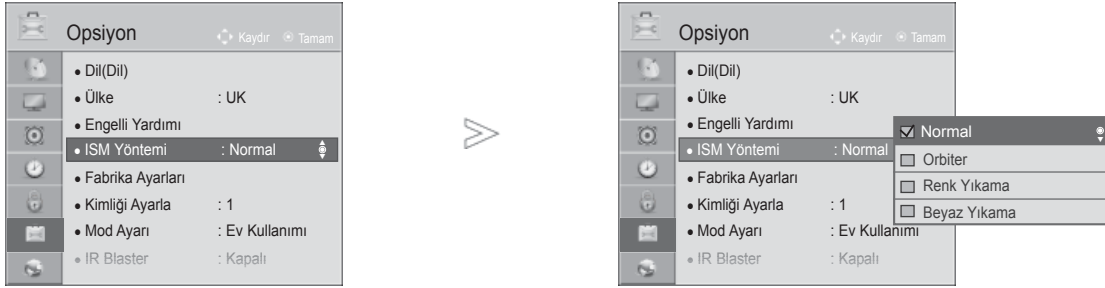 Opsiyon
Kaydır Tamam
• Dil(Dil)
• Ülke : UK
• Engelli Yardımı
• ISM Yöntemi : Normal
• Fabrika Ayarları
• Kimliği Ayarla : 1
• Mod Ayarı : Ev Kullanımı
• IR Blaster : Kapalı
Opsiyon
Kaydır Tamam
• Dil(Dil)
• Ülke : UK
• Engelli Yardımı
• ISM Yöntemi : Normal
• Fabrika Ayarları
• Kimliği Ayarla : 1
• Mod Ayarı : Ev Kullanımı
• IR Blaster : Kapalı
Normal
Orbiter
Renk Yıkama
Beyaz Yıkama